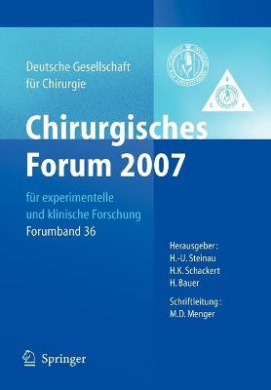 Deutsche Gesellschaft
für Chirurgie
Chirurgisches
Forum 2007
für experimentelle
und klinische Forschung
Forumband 36
Herausgeber:
H.-U. Steinau
H.K. Schackert
H. Bauer
Schriftleitung:
M.D. Menger
Springer